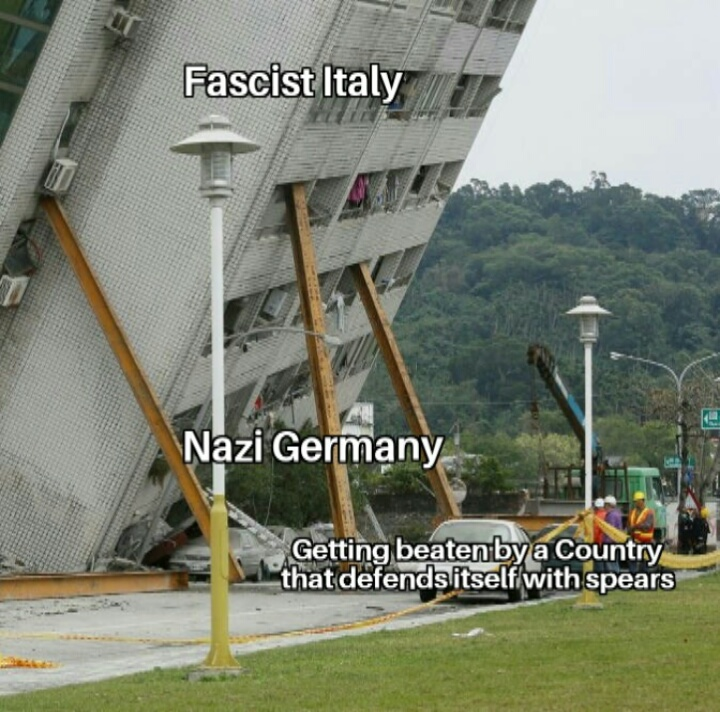 Fascist Italy
Nazi Germany
Getting beaten by a Country
that defends itself with spears